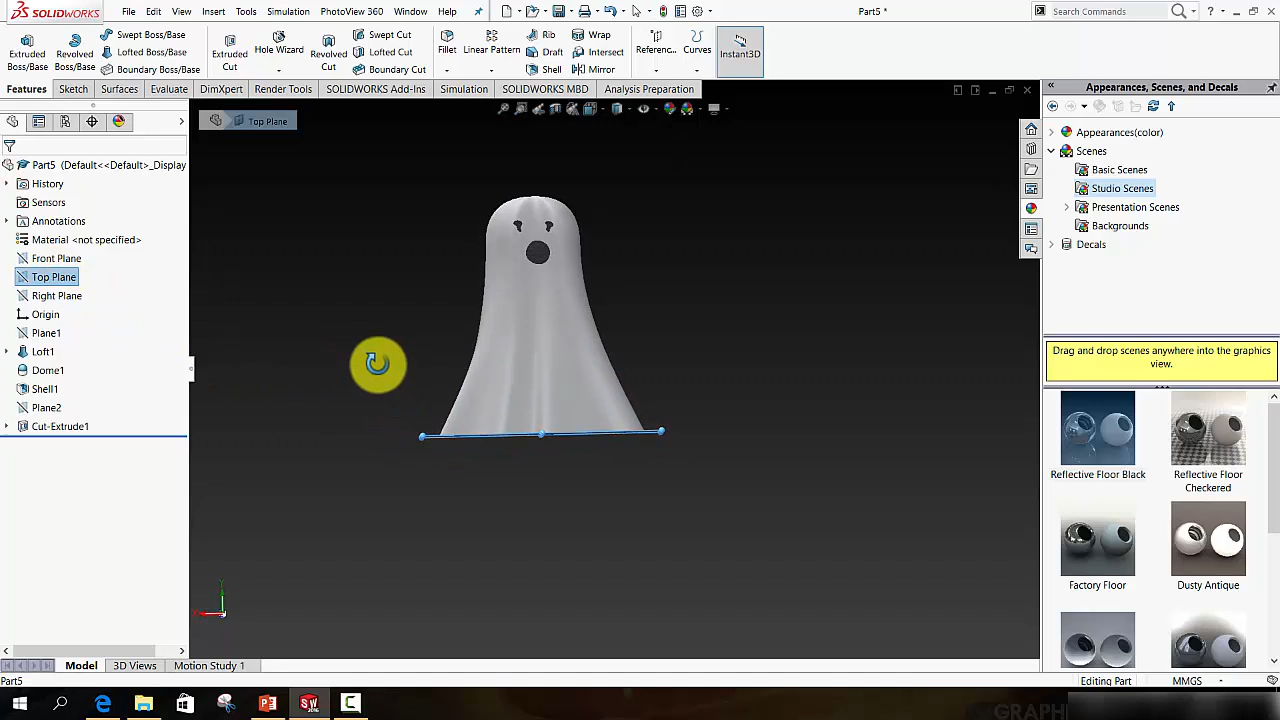 SOLIDWORKS
File Edit View Insert Tools Simulation PhotoView 360 Window Help
Part5 *
Search Commands
Extruded Boss/Base
Revolved Boss/Base
Swept Boss/Base
Lofted Boss/Base
Boundary Boss/Base
Extruded Cut
Hole Wizard
Revolved Cut
Swept Cut
Lofted Cut
Boundary Cut
Fillet
Linear Pattern
Rib
Draft
Shell
Wrap
Intersect
Mirror
Referenc...
Curves
Instant3D
Features Sketch Surfaces Evaluate DimXpert Render Tools SOLIDWORKS Add-Ins Simulation SOLIDWORKS MBD Analysis Preparation
Top Plane
Part5 (Default<<Default>_Display
History
Sensors
Annotations
Material <not specified>
Front Plane
Top Plane
Right Plane
Origin
Plane1
Loft1
Dome1
Shell1
Plane2
Cut-Extrude1
Appearances, Scenes, and Decals
Appearances(color)
Scenes
Basic Scenes
Studio Scenes
Presentation Scenes
Backgrounds
Decals
Drag and drop scenes anywhere into the graphics
view.
Reflective Floor Black
Reflective Floor
Checkered
Factory Floor
Dusty Antique
Model 3D Views Motion Study 1
Part5
Editing Part
MMGS